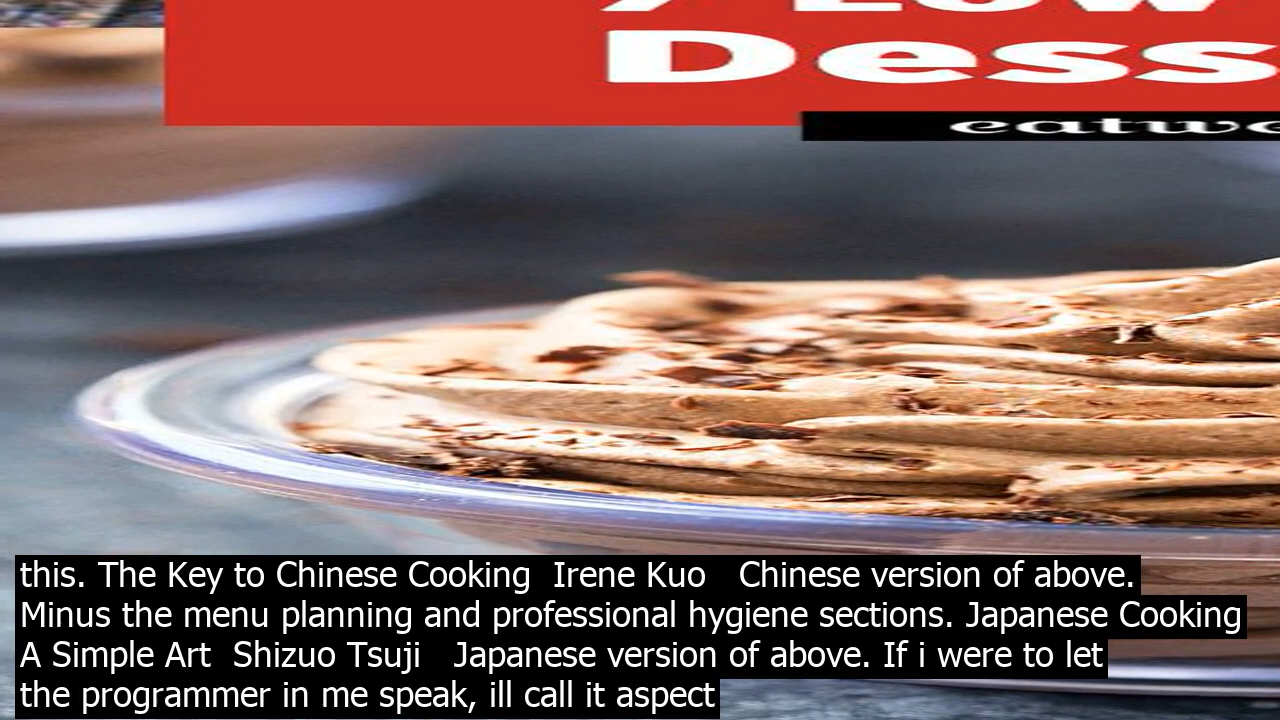 Low
Dess
eatwe
this. The Key to Chinese Cooking  Irene Kuo   Chinese version of above.
Minus the menu planning and professional hygiene sections. Japanese Cooking
A Simple Art  Shizuo Tsuji   Japanese version of above. If i were to let
the programmer in me speak, ill call it aspect